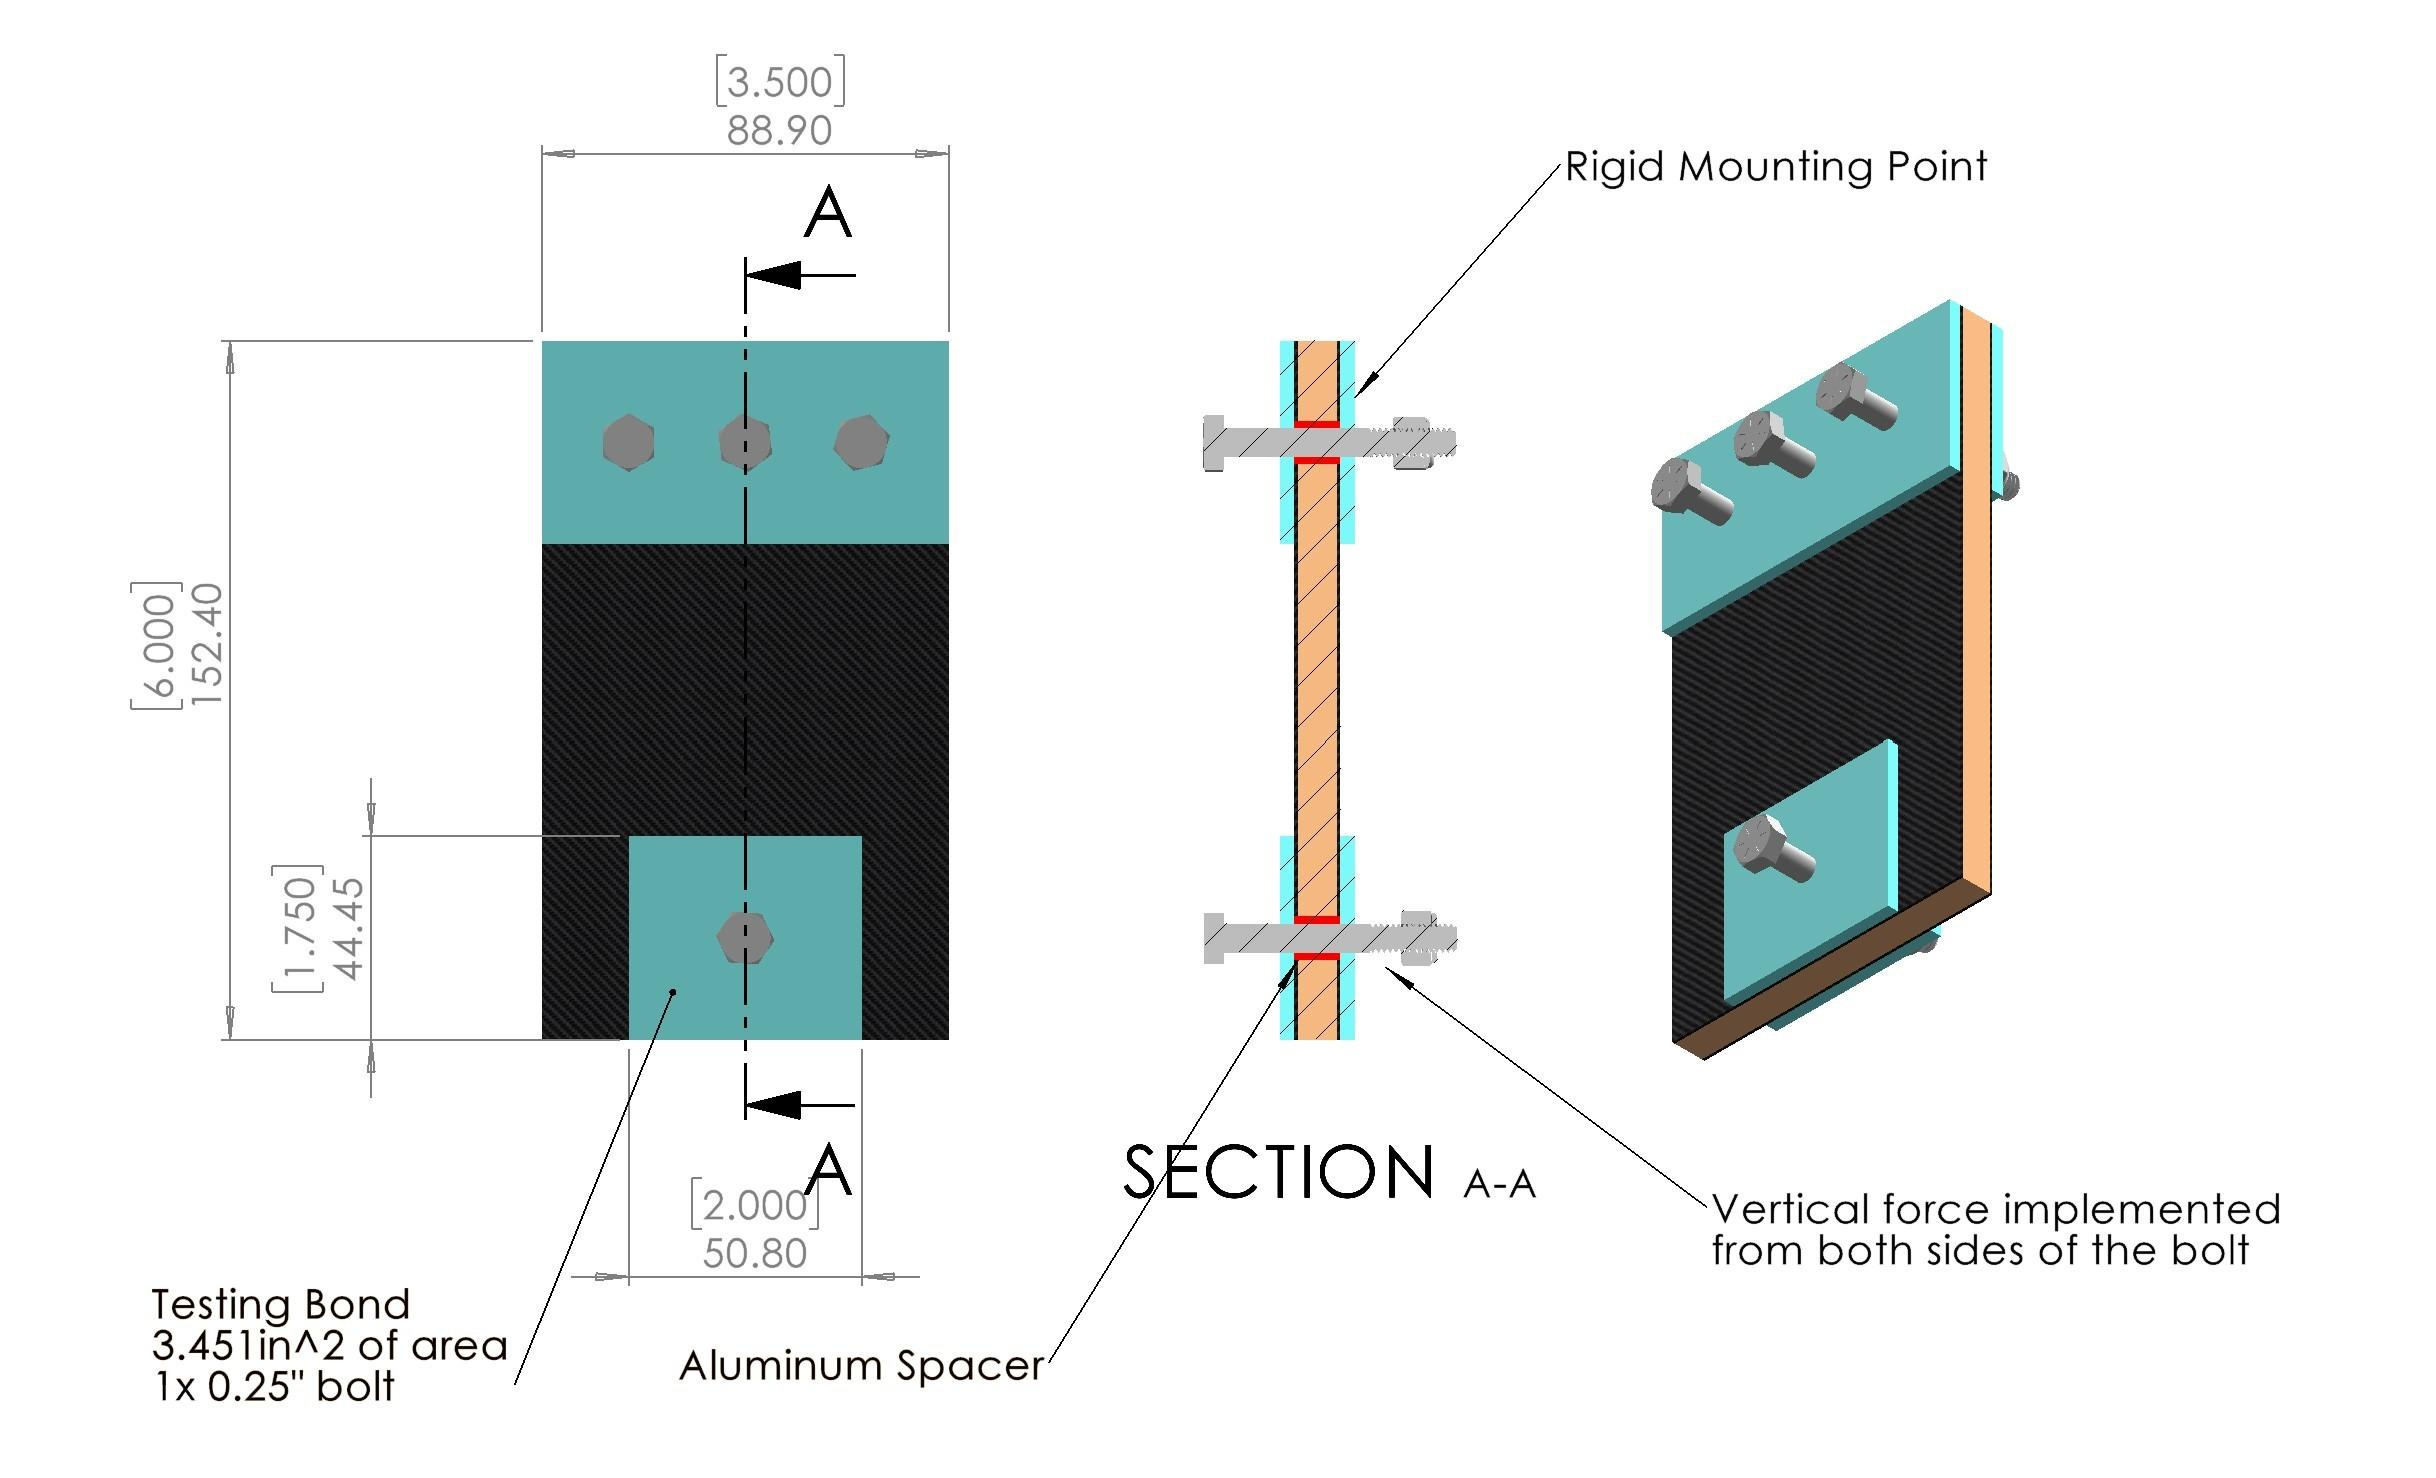 [3.500]
88.90
A
Rigid Mounting Point
[6.000]
152.40
[1.750]
44.45
A
SECTION A-A
[2.000]
50.80
Vertical force implemented
from both sides of the bolt
Testing Bond
3.451in^2 of area
1x 0.25" bolt
Aluminum Spacer